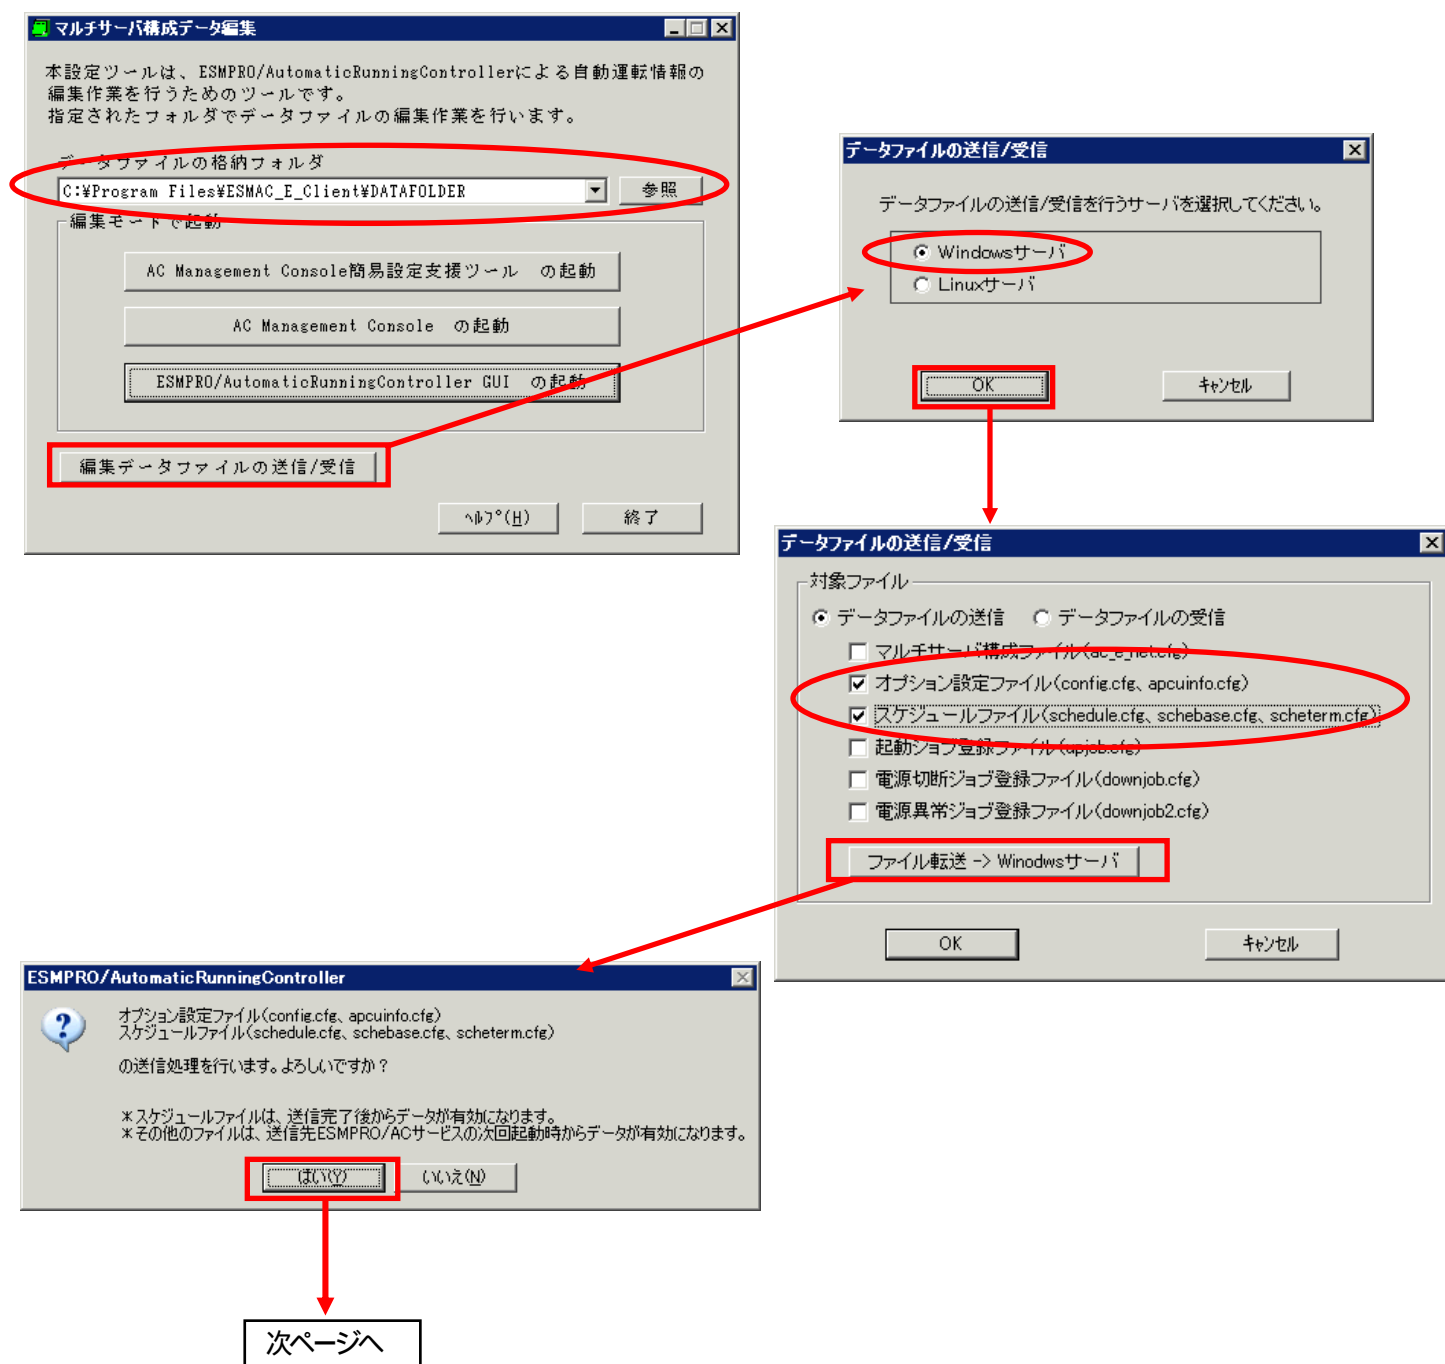 マルチサーバ構成データ編集
本設定ツールは、ESMPRO/AutomaticRunningControllerによる自動運転情報の
編集作業を行うためのツールです。
指定されたフォルダでデータファイルの編集作業を行います。
データファイルの格納フォルダ
C:¥Program Files¥ESMAC_E_Client¥DATAFOLDER
参照
編集モードで起動
AC Management Console簡易設定支援ツール の起動
AC Management Console の起動
ESMPRO/AutomaticRunningController GUI の起動
編集データファイルの送信/受信
ﾍﾙﾌﾟ(H)
終了
データファイルの送信/受信
データファイルの送信/受信を行うサーバを選択してください。
Windowsサーバ
Linuxサーバ
OK
ｷｬﾝｾﾙ
データファイルの送信/受信
対象ファイル
データファイルの送信 データファイルの受信
マルチサーバ構成ファイル(ac_e_net.cfg)
オプション設定ファイル(config.cfg、apcuinfo.cfg)
スケジュールファイル(schedule.cfg、schebase.cfg、scheterm.cfg)
起動ジョブ登録ファイル(upjob.cfg)
電源切断ジョブ登録ファイル(downjob.cfg)
電源異常ジョブ登録ファイル(downjob2.cfg)
ファイル転送 -> Winodwsサーバ
OK
ｷｬﾝｾﾙ
ESMPRO/AutomaticRunningController
オプション設定ファイル(config.cfg、apcuinfo.cfg)
スケジュールファイル(schedule.cfg、schebase.cfg、scheterm.cfg)
の送信処理を行います。よろしいですか？
*スケジュールファイルは、送信完了後からデータが有効になります。
*その他のファイルは、送信先ESMPRO/ACサービスの次回起動時からデータが有効になります。
はい(Y)
いいえ(N)
次ページへ